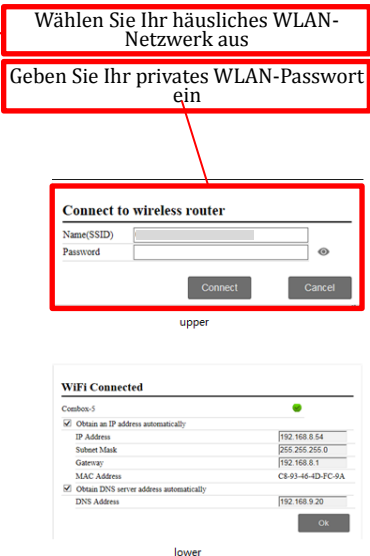 Wählen Sie Ihr häusliches WLAN-
Netzwerk aus
Geben Sie Ihr privates WLAN-Passwort
ein
Connect to wireless router
Name(SSID)
Password
Connect Cancel
upper
WiFi Connected
Combox-5
Obtain an IP address automatically
IP Address 192.168.8.54
Subnet Mask 255.255.255.0
Gateway 192.168.8.1
MAC Address C8-93-46-4D-FC-9A
Obtain DNS server address automatically
DNS Address 192.168.9.20
Ok
lower